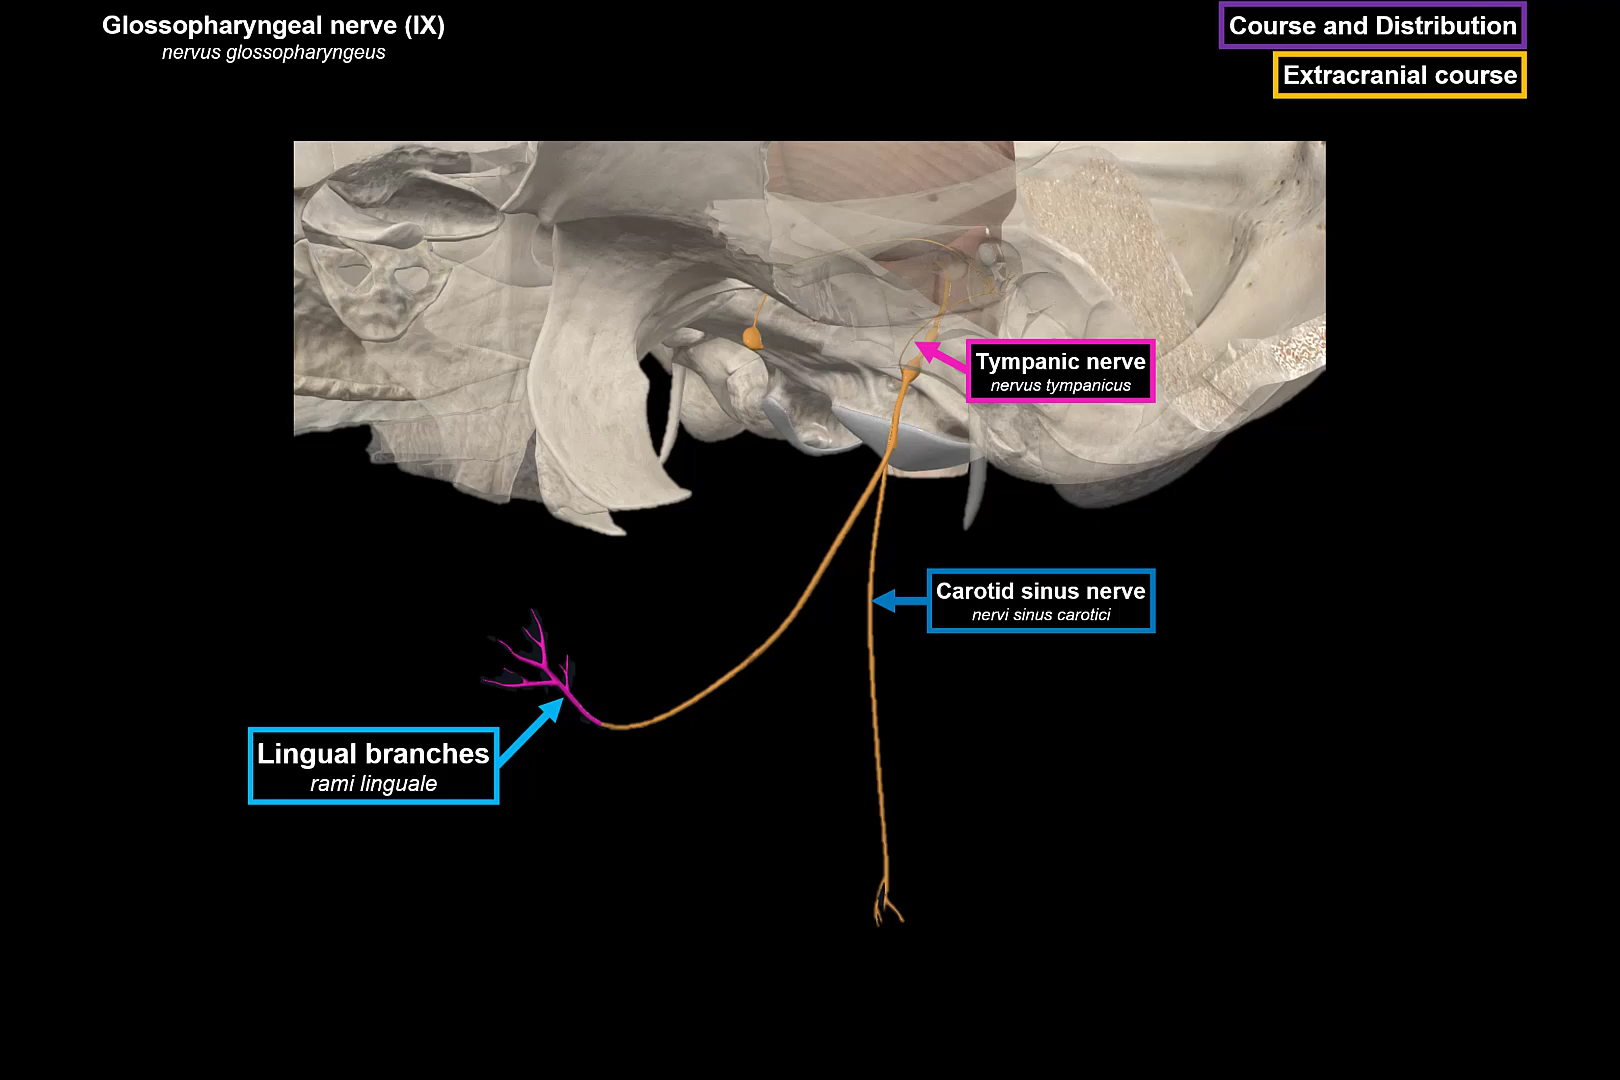 Glossopharyngeal nerve (IX)
nervus glossopharyngeus
Course and Distribution
Extracranial course
Tympanic nerve
nervus tympanicus
Carotid sinus nerve
nervi sinus carotici
Lingual branches
rami linguale